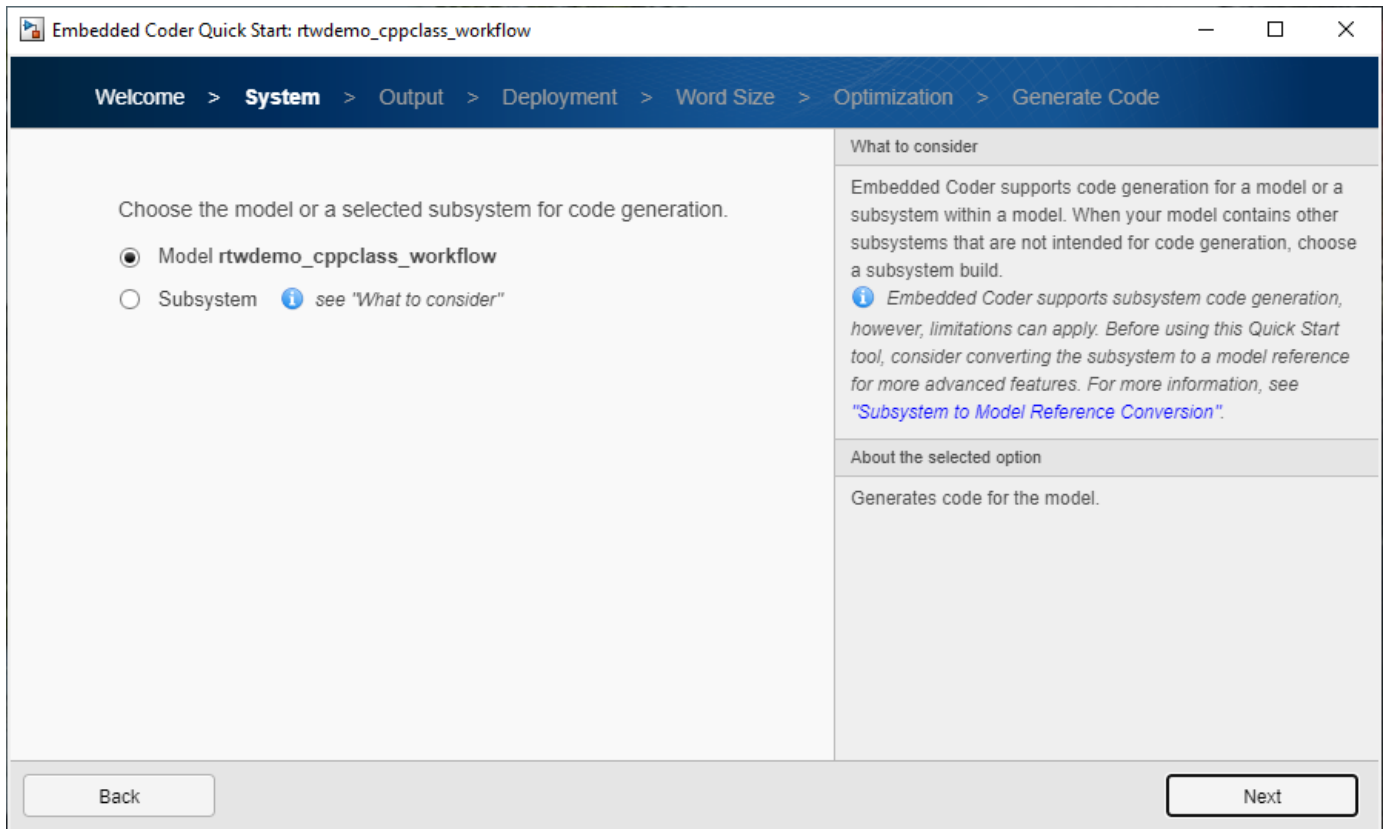 Embedded Coder Quick Start: rtwdemo_cppclass_workflow
Welcome > System > Output > Deployment > Word Size > Optimization > Generate Code
Choose the model or a selected subsystem for code generation.
Model rtwdemo_cppclass_workflow
Subsystem see "What to consider"
What to consider
Embedded Coder supports code generation for a model or a
subsystem within a model. When your model contains other
subsystems that are not intended for code generation, choose
a subsystem build.
Embedded Coder supports subsystem code generation,
however, limitations can apply. Before using this Quick Start
tool, consider converting the subsystem to a model reference
for more advanced features. For more information, see
"Subsystem to Model Reference Conversion".
About the selected option
Generates code for the model.
Back
Next